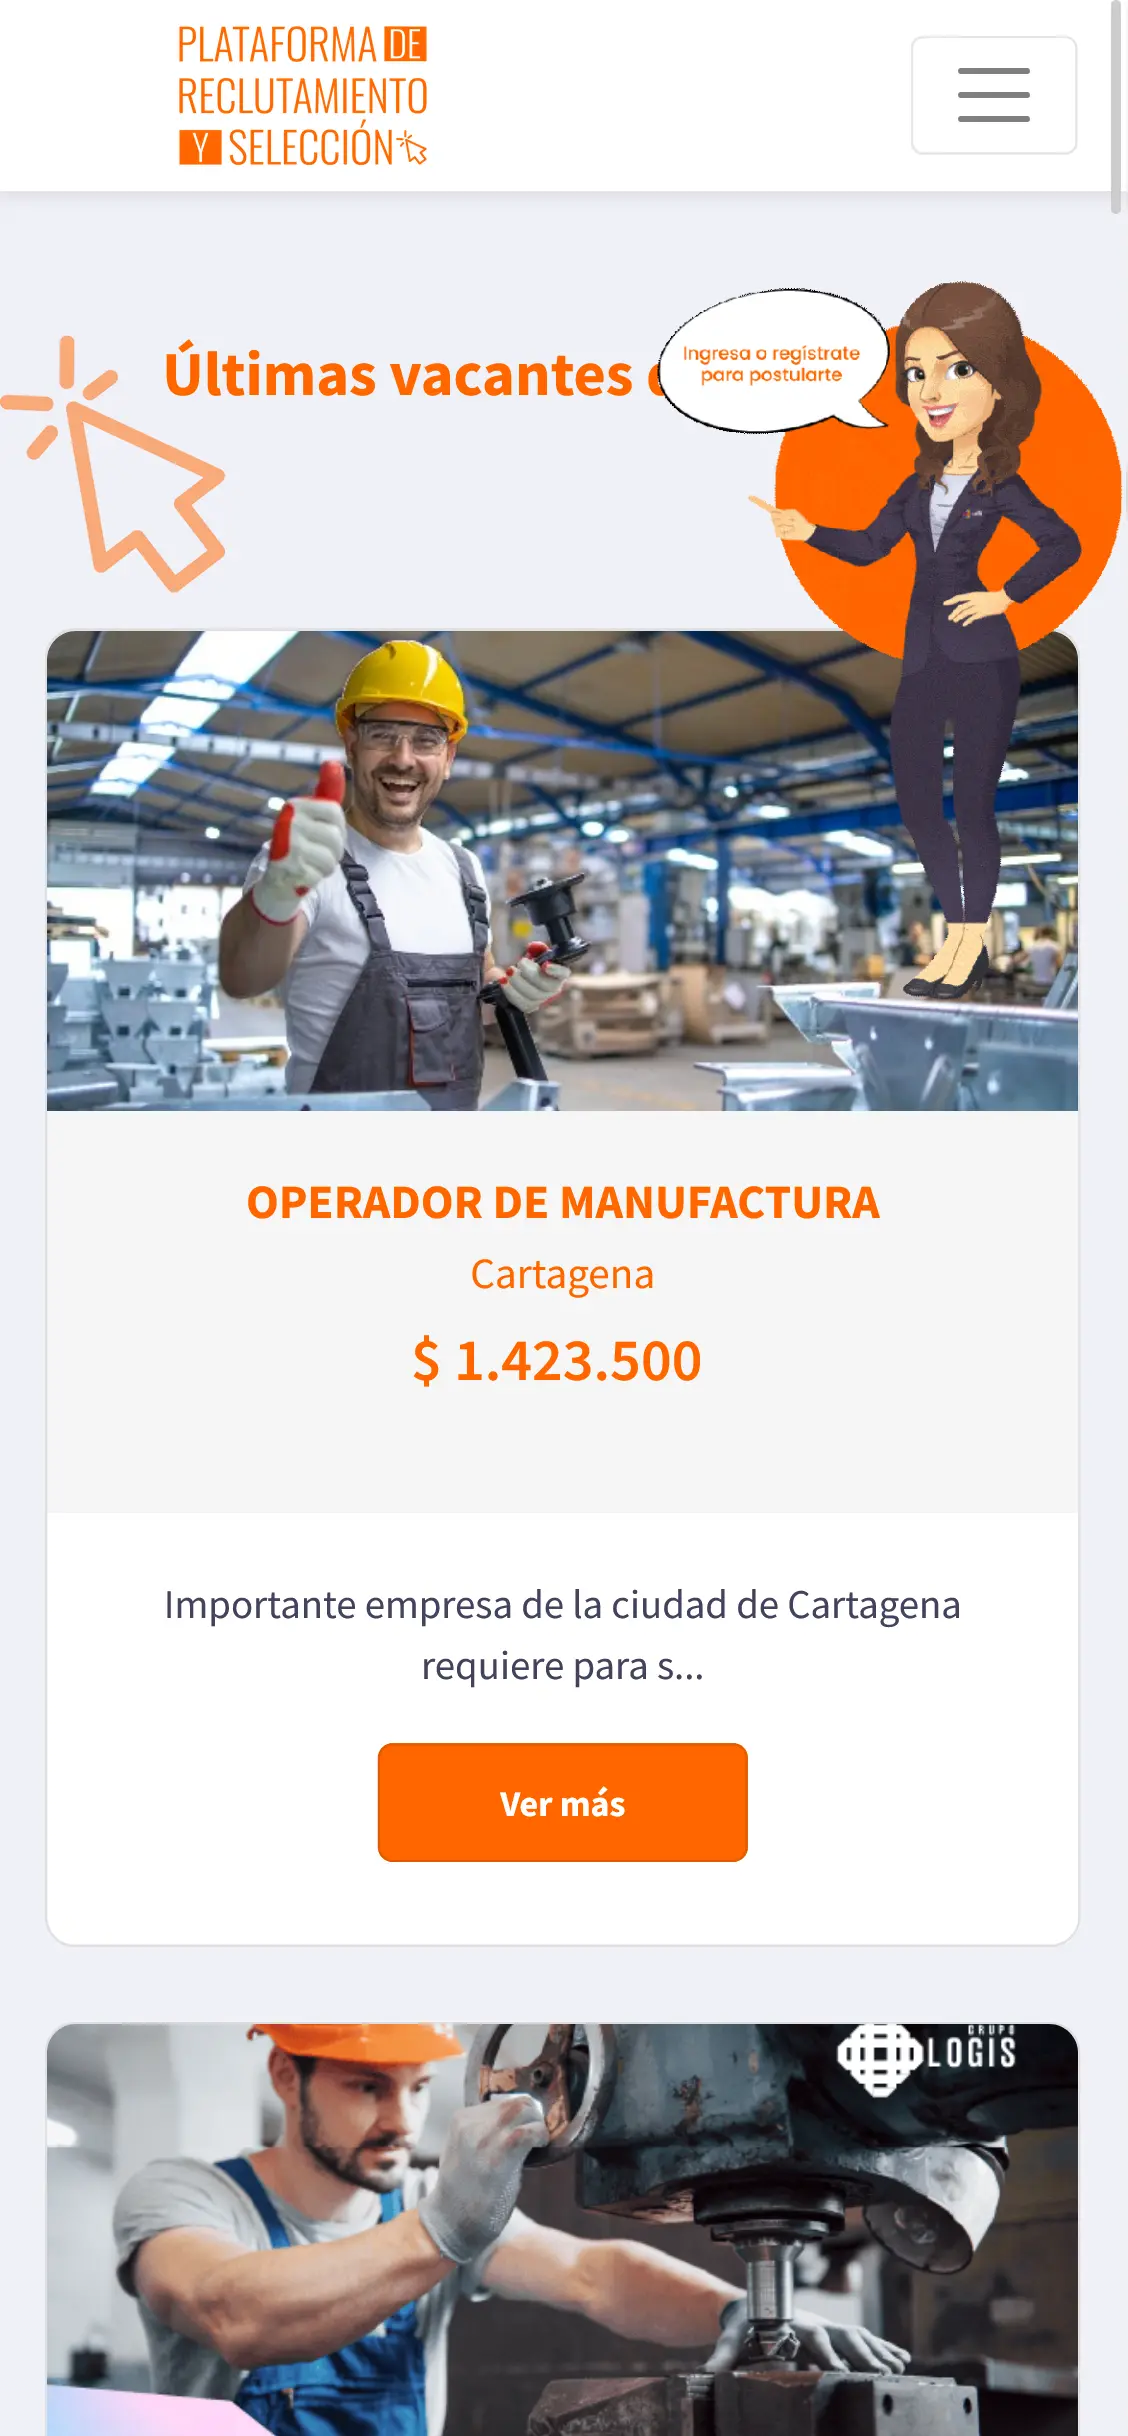 PLATAFORMA DE
RECLUTAMIENTO
Y SELECCIÓN
Últimas vacantes
Ingresa o regístrate
para postularte
OPERADOR DE MANUFACTURA
Cartagena
$ 1.423.500
Importante empresa de la ciudad de Cartagena
requiere para s...
Ver más
GRUPO
LOGIS